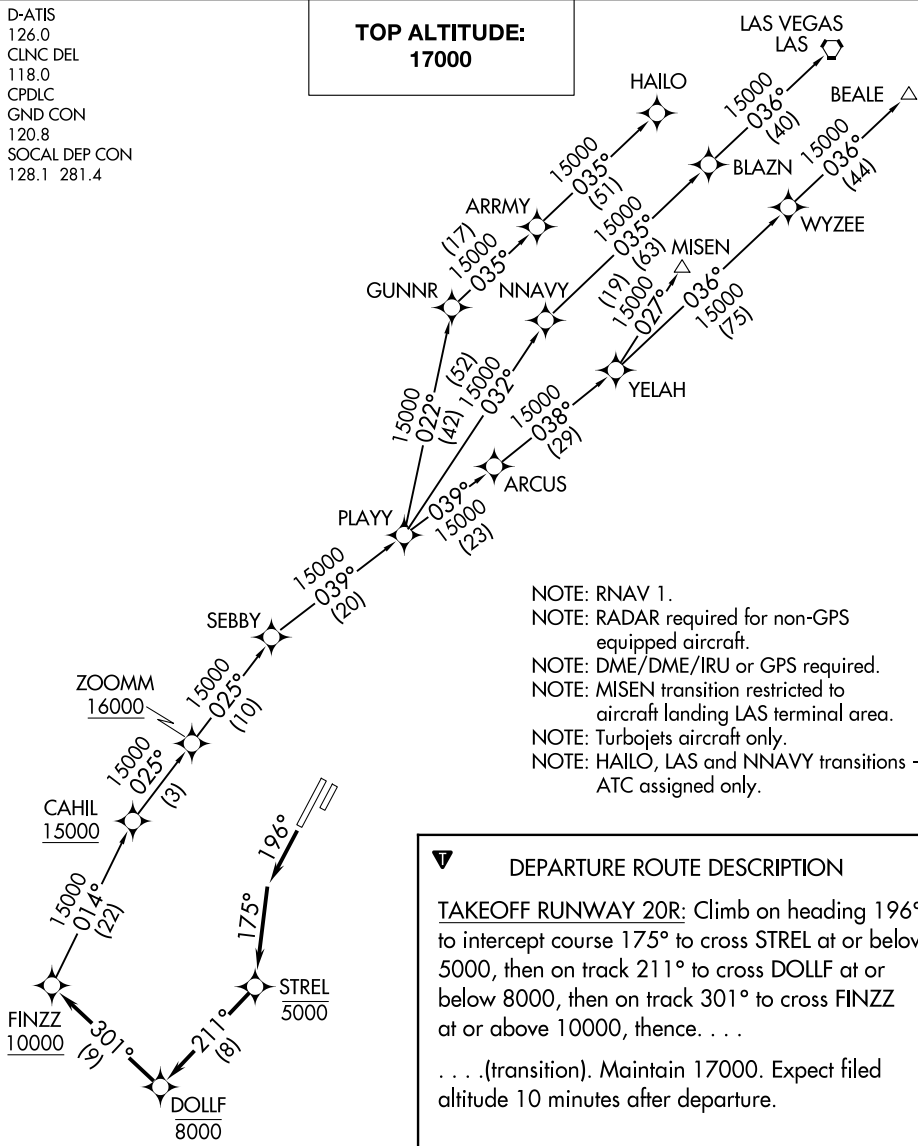 D-ATIS
126.0
CLNC DEL
118.0
CPDLC
GND CON
120.8
SOCAL DEP CON
128.1 281.4
TOP ALTITUDE:
17000
LAS VEGAS
LAS
HAILO
BEALE
15000
036°
(40)
15000
036°
(44)
BLAZN
15000
035°
(51)
ARRMY
WYZEE
15000
035°
(63)
MISEN
(17)
15000
035°
GUNNR
NNAVY
(19)
15000
027°
036°
15000
(75)
15000
022°
(42)
(52)
15000
032°
YELAH
15000
038°
(29)
ARCUS
PLAYY
039°
15000
(23)
15000
039°
(20)
SEBBY
NOTE: RNAV 1.
NOTE: RADAR required for non-GPS
equipped aircraft.
NOTE: DME/DME/IRU or GPS required.
NOTE: MISEN transition restricted to
aircraft landing LAS terminal area.
NOTE: Turbojets aircraft only.
NOTE: HAILO, LAS and NNAVY transitions -
ATC assigned only.
ZOOMM
16000
15000
025°
(10)
15000
025°
(3)
CAHIL
15000
196°
175°
15000
014°
(22)
STREL
5000
FINZZ
10000
301°
(9)
211°
(8)
DOLLF
8000
T
DEPARTURE ROUTE DESCRIPTION
TAKEOFF RUNWAY 20R: Climb on heading 196°
to intercept course 175° to cross STREL at or below
5000, then on track 211° to cross DOLLF at or
below 8000, then on track 301° to cross FINZZ
at or above 10000, thence. . . .
. . . .(transition). Maintain 17000. Expect filed
altitude 10 minutes after departure.